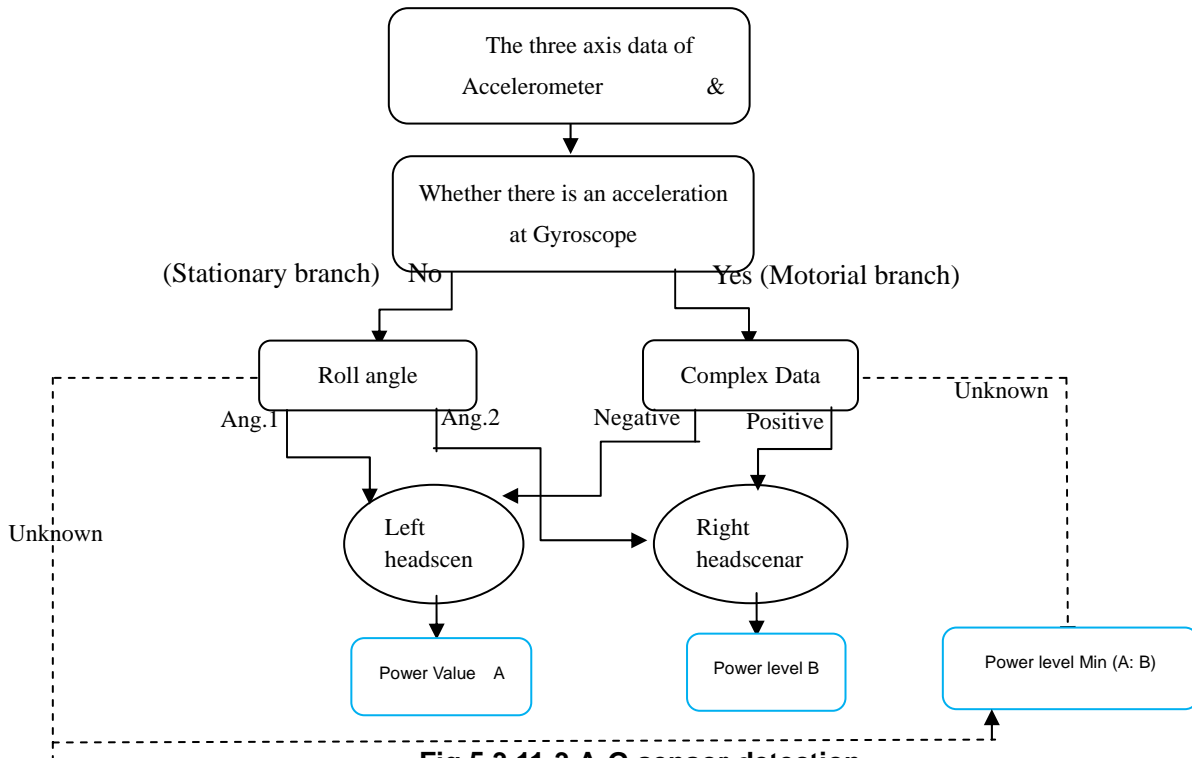 The three axis data of
Accelerometer &
Whether there is an acceleration
at Gyroscope
(Stationary branch) No
Yes (Motorial branch)
Roll angle
Complex Data
Unknown
Ang.1
Ang.2
Negative
Positive
Unknown
Left
headscen
Right
headscenar
Power Value A
Power level B
Power level Min (A: B)